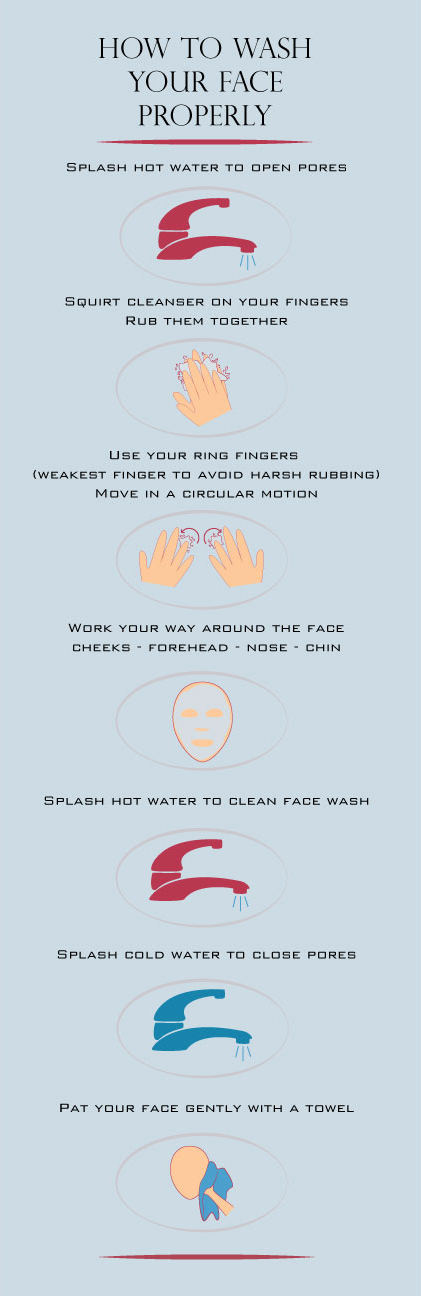 HOW TO WASH
YOUR FACE
PROPERLY
Splash hot water to open pores
Squirt cleanser on your fingers
Rub them together
Use your ring fingers
(weakest finger to avoid harsh rubbing)
Move in a circular motion
Work your way around the face
cheeks - forehead - nose - chin
Splash hot water to clean face wash
Splash cold water to close pores
Pat your face gently with a towel